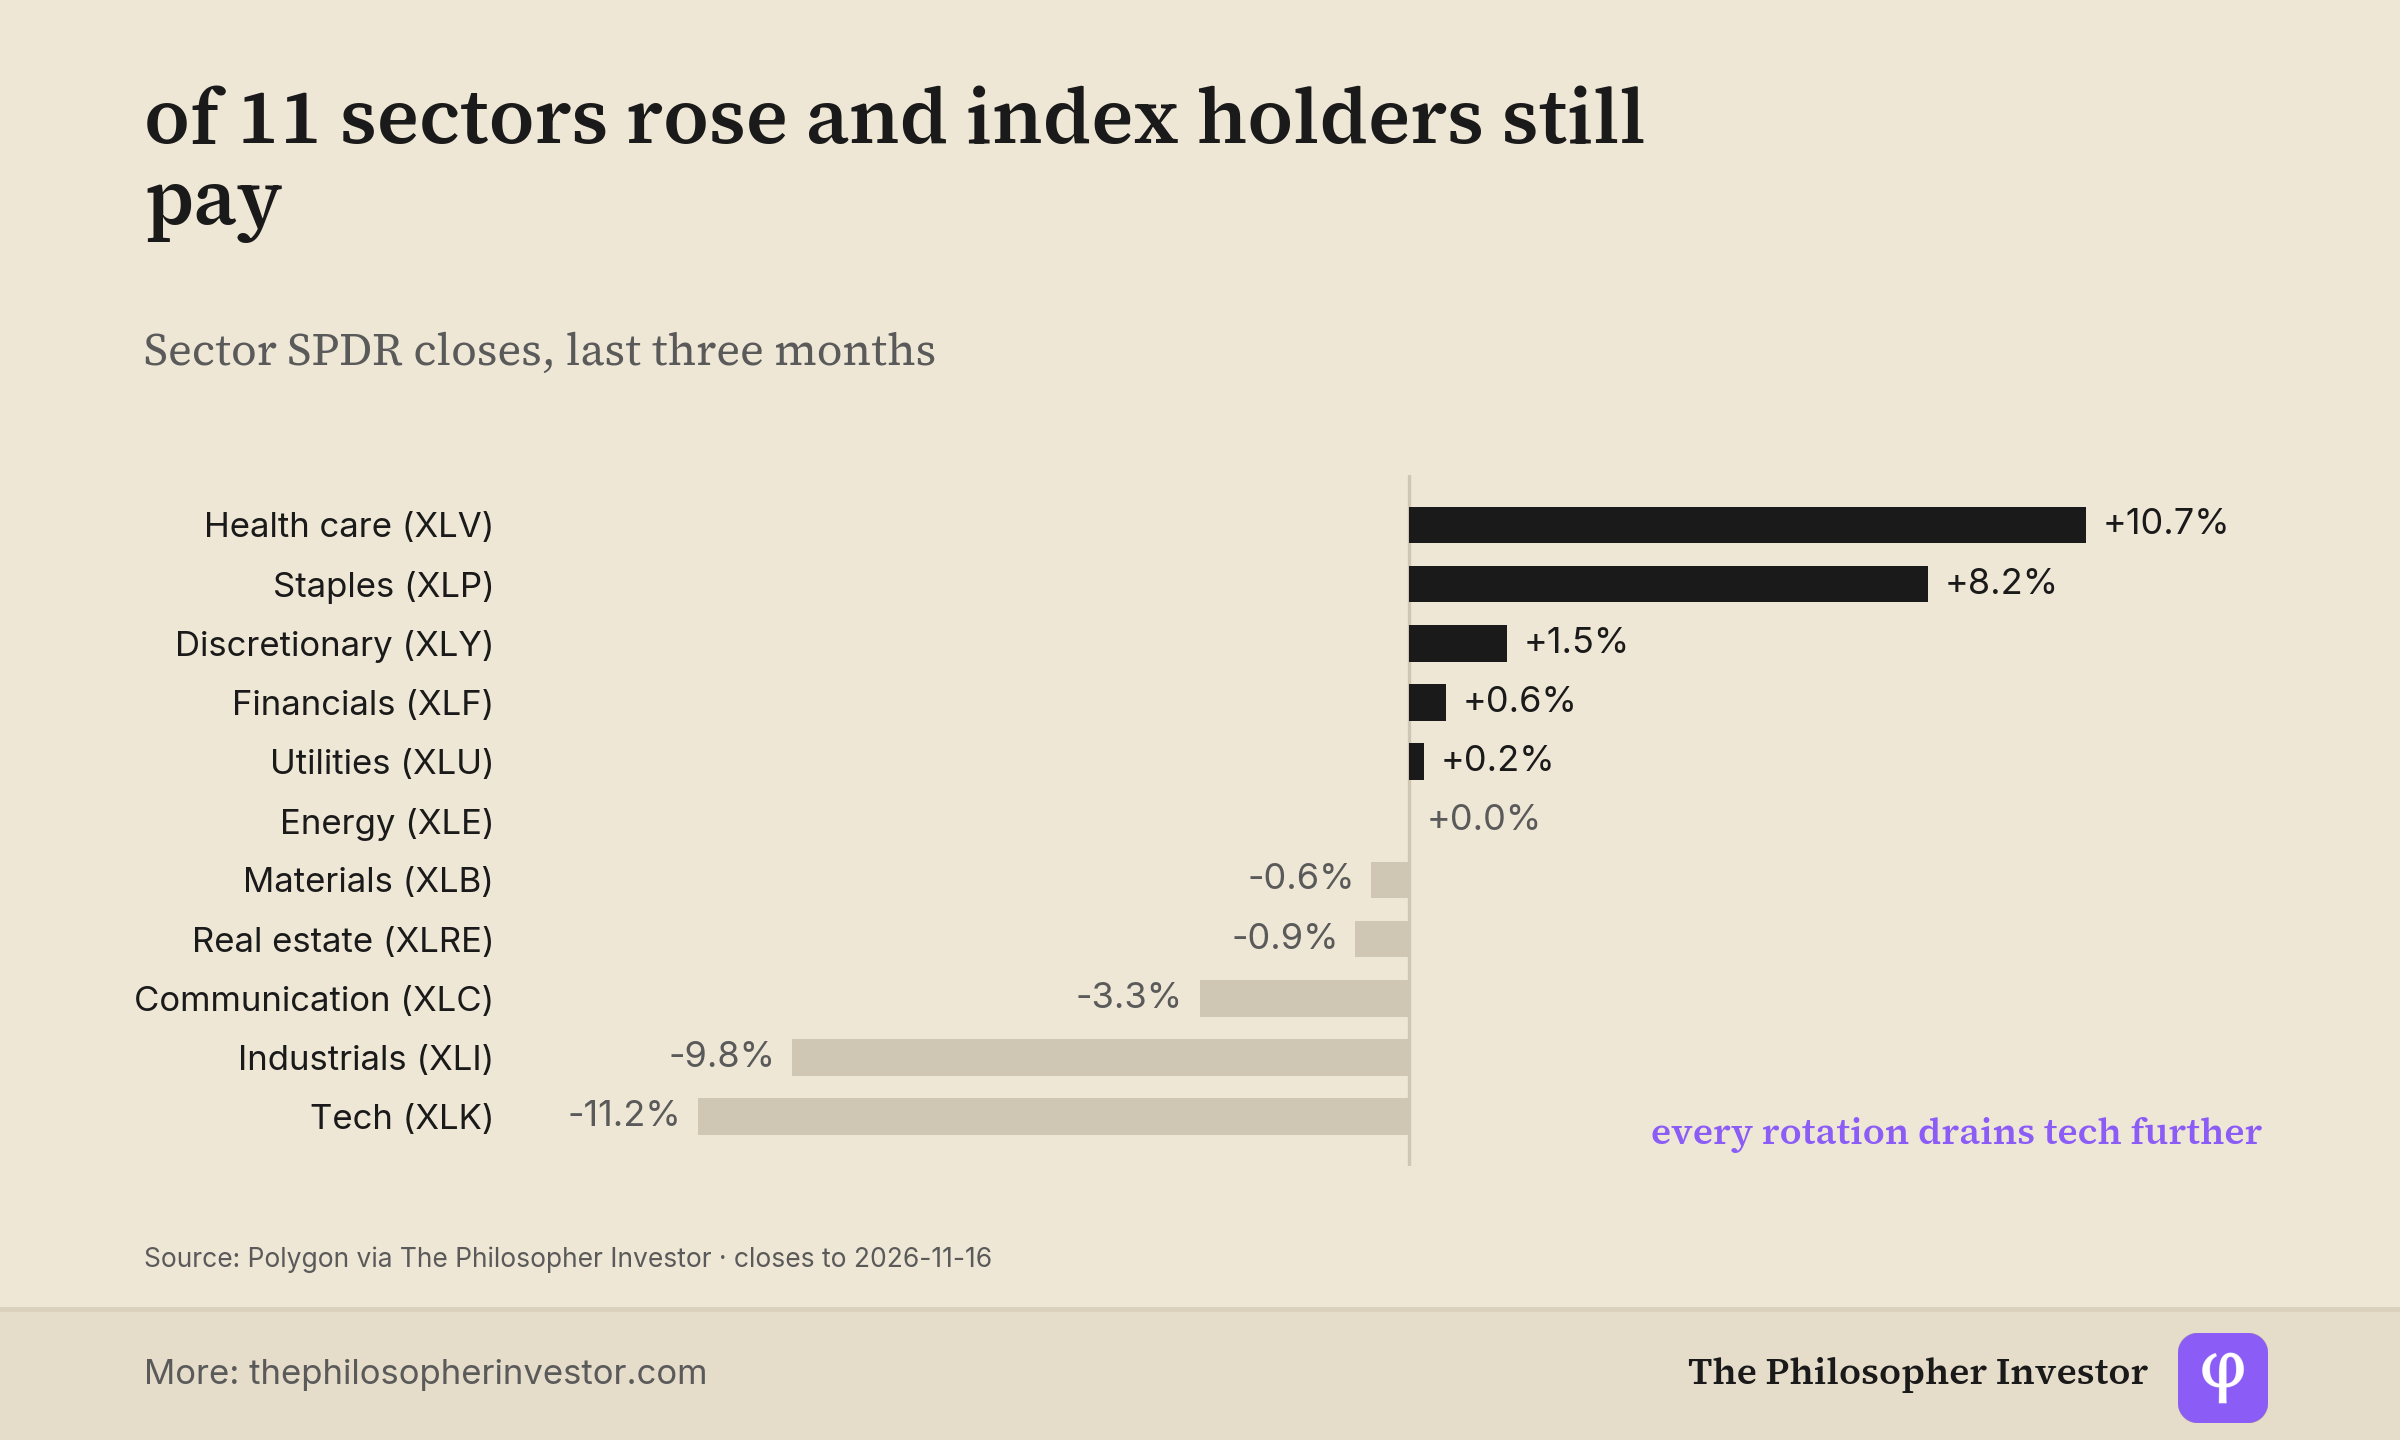 of 11 sectors rose and index holders still
pay
Sector SPDR closes, last three months
Health care (XLV) +10.7%
Staples (XLP) +8.2%
Discretionary (XLY) +1.5%
Financials (XLF) +0.6%
Utilities (XLU) +0.2%
Energy (XLE) +0.0%
Materials (XLB) -0.6%
Real estate (XLRE) -0.9%
Communication (XLC) -3.3%
Industrials (XLI) -9.8%
Tech (XLK) -11.2%
every rotation drains tech further
Source: Polygon via The Philosopher Investor · closes to 2026-11-16
More: thephilosopherinvestor.com
The Philosopher Investor φ